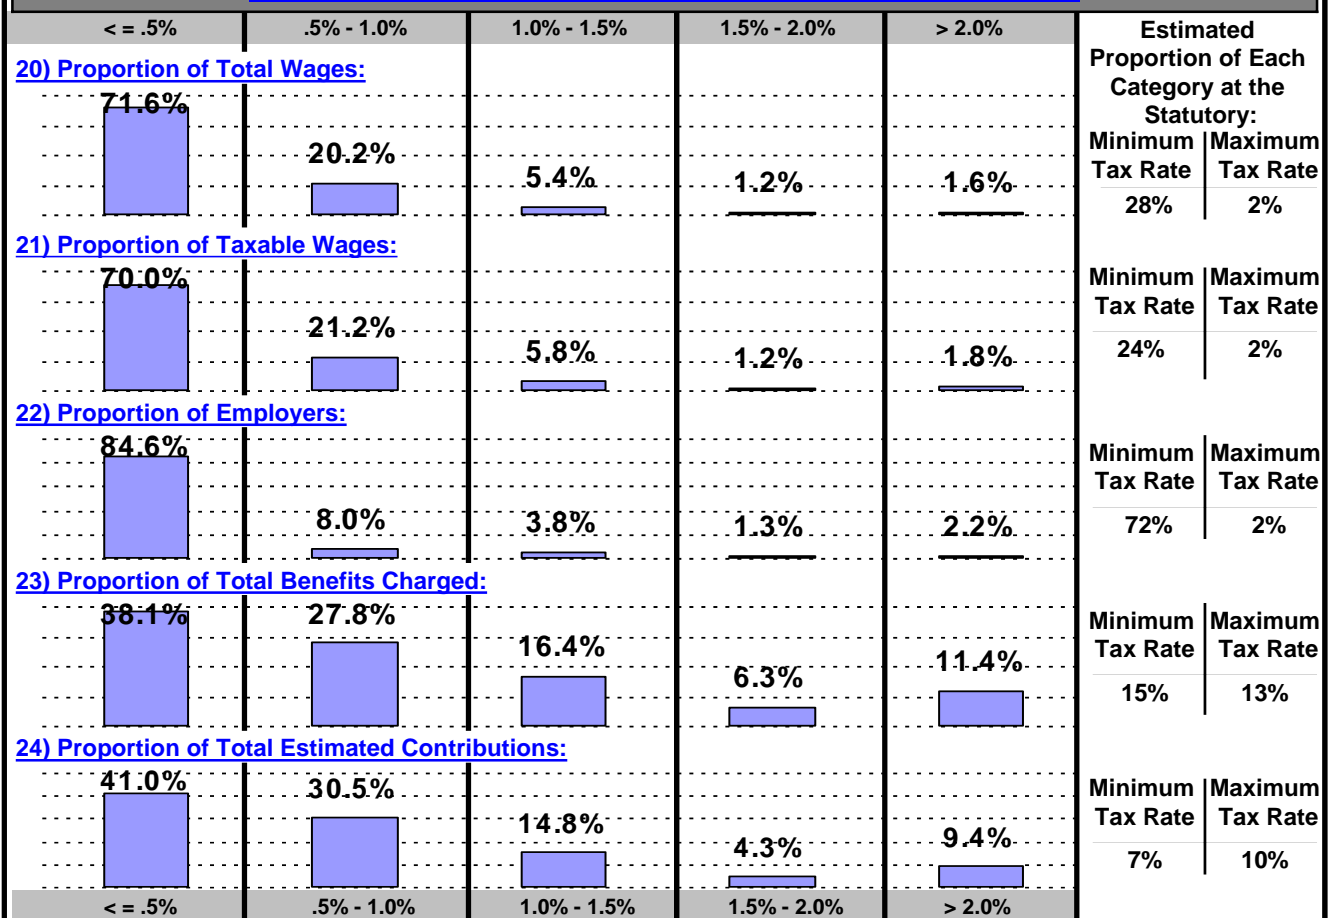 < = .5% .5% - 1.0% 1.0% - 1.5% 1.5% - 2.0% > 2.0%
Estimated
Proportion of Each
Category at the
Statutory:
20) Proportion of Total Wages:
71.6% 20.2% 5.4% 1.2% 1.6%
Minimum Maximum
Tax Rate Tax Rate
28% 2%
21) Proportion of Taxable Wages:
70.0% 21.2% 5.8% 1.2% 1.8%
Minimum Maximum
Tax Rate Tax Rate
24% 2%
22) Proportion of Employers:
84.6% 8.0% 3.8% 1.3% 2.2%
Minimum Maximum
Tax Rate Tax Rate
72% 2%
23) Proportion of Total Benefits Charged:
38.1% 27.8% 16.4% 6.3% 11.4%
Minimum Maximum
Tax Rate Tax Rate
15% 13%
24) Proportion of Total Estimated Contributions:
41.0% 30.5% 14.8% 4.3% 9.4%
Minimum Maximum
Tax Rate Tax Rate
7% 10%
< = .5% .5% - 1.0% 1.0% - 1.5% 1.5% - 2.0% > 2.0%